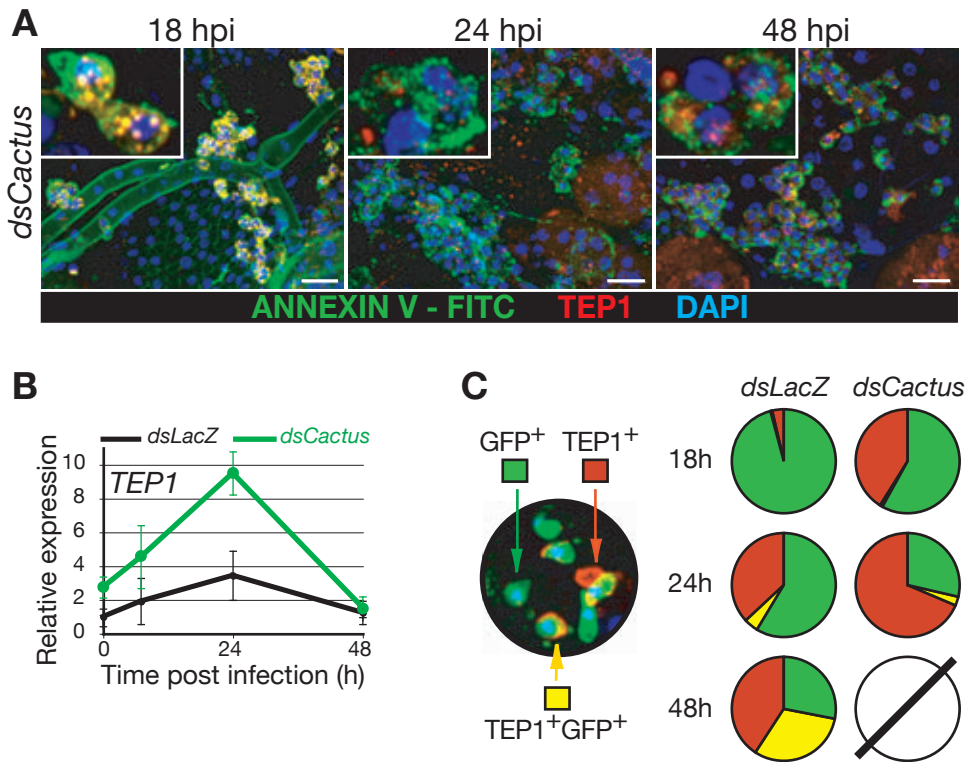 A
18 hpi 24 hpi 48 hpi
dsCactus
ANNEXIN V - FITC TEP1 DAPI
B
dsLacZ dsCactus
TEP1
Relative expression
10
8
6
4
2
0
0 24 48
Time post infection (h)
C
dsLacZ dsCactus
GFP+ TEP1+
TEP1+GFP+
18h
24h
48h